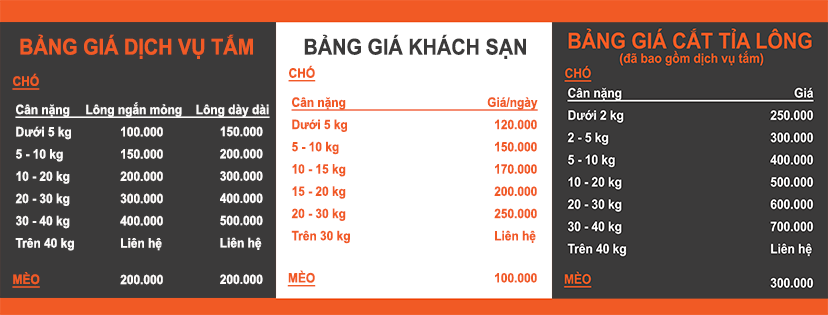 BẢNG GIÁ DỊCH VỤ TẮM
CHÓ
Cân nặng Lông ngắn mỏng Lông dày dài
Dưới 5 kg 100.000 150.000
5 - 10 kg 150.000 200.000
10 - 20 kg 200.000 300.000
20 - 30 kg 300.000 400.000
30 - 40 kg 400.000 500.000
Trên 40 kg Liên hệ Liên hệ
MÈO 200.000 200.000
BẢNG GIÁ KHÁCH SẠN
CHÓ
Cân nặng Giá/ngày
Dưới 5 kg 120.000
5 - 10 kg 150.000
10 - 15 kg 170.000
15 - 20 kg 200.000
20 - 30 kg 250.000
Trên 30 kg Liên hệ
MÈO 100.000
BẢNG GIÁ CẮT TỈA LÔNG
(đã bao gồm dịch vụ tắm)
CHÓ
Cân nặng Giá
Dưới 2 kg 250.000
2 - 5 kg 300.000
5 - 10 kg 400.000
10 - 20 kg 500.000
20 - 30 kg 600.000
30 - 40 kg 700.000
Trên 40 kg Liên hệ
MÈO 300.000